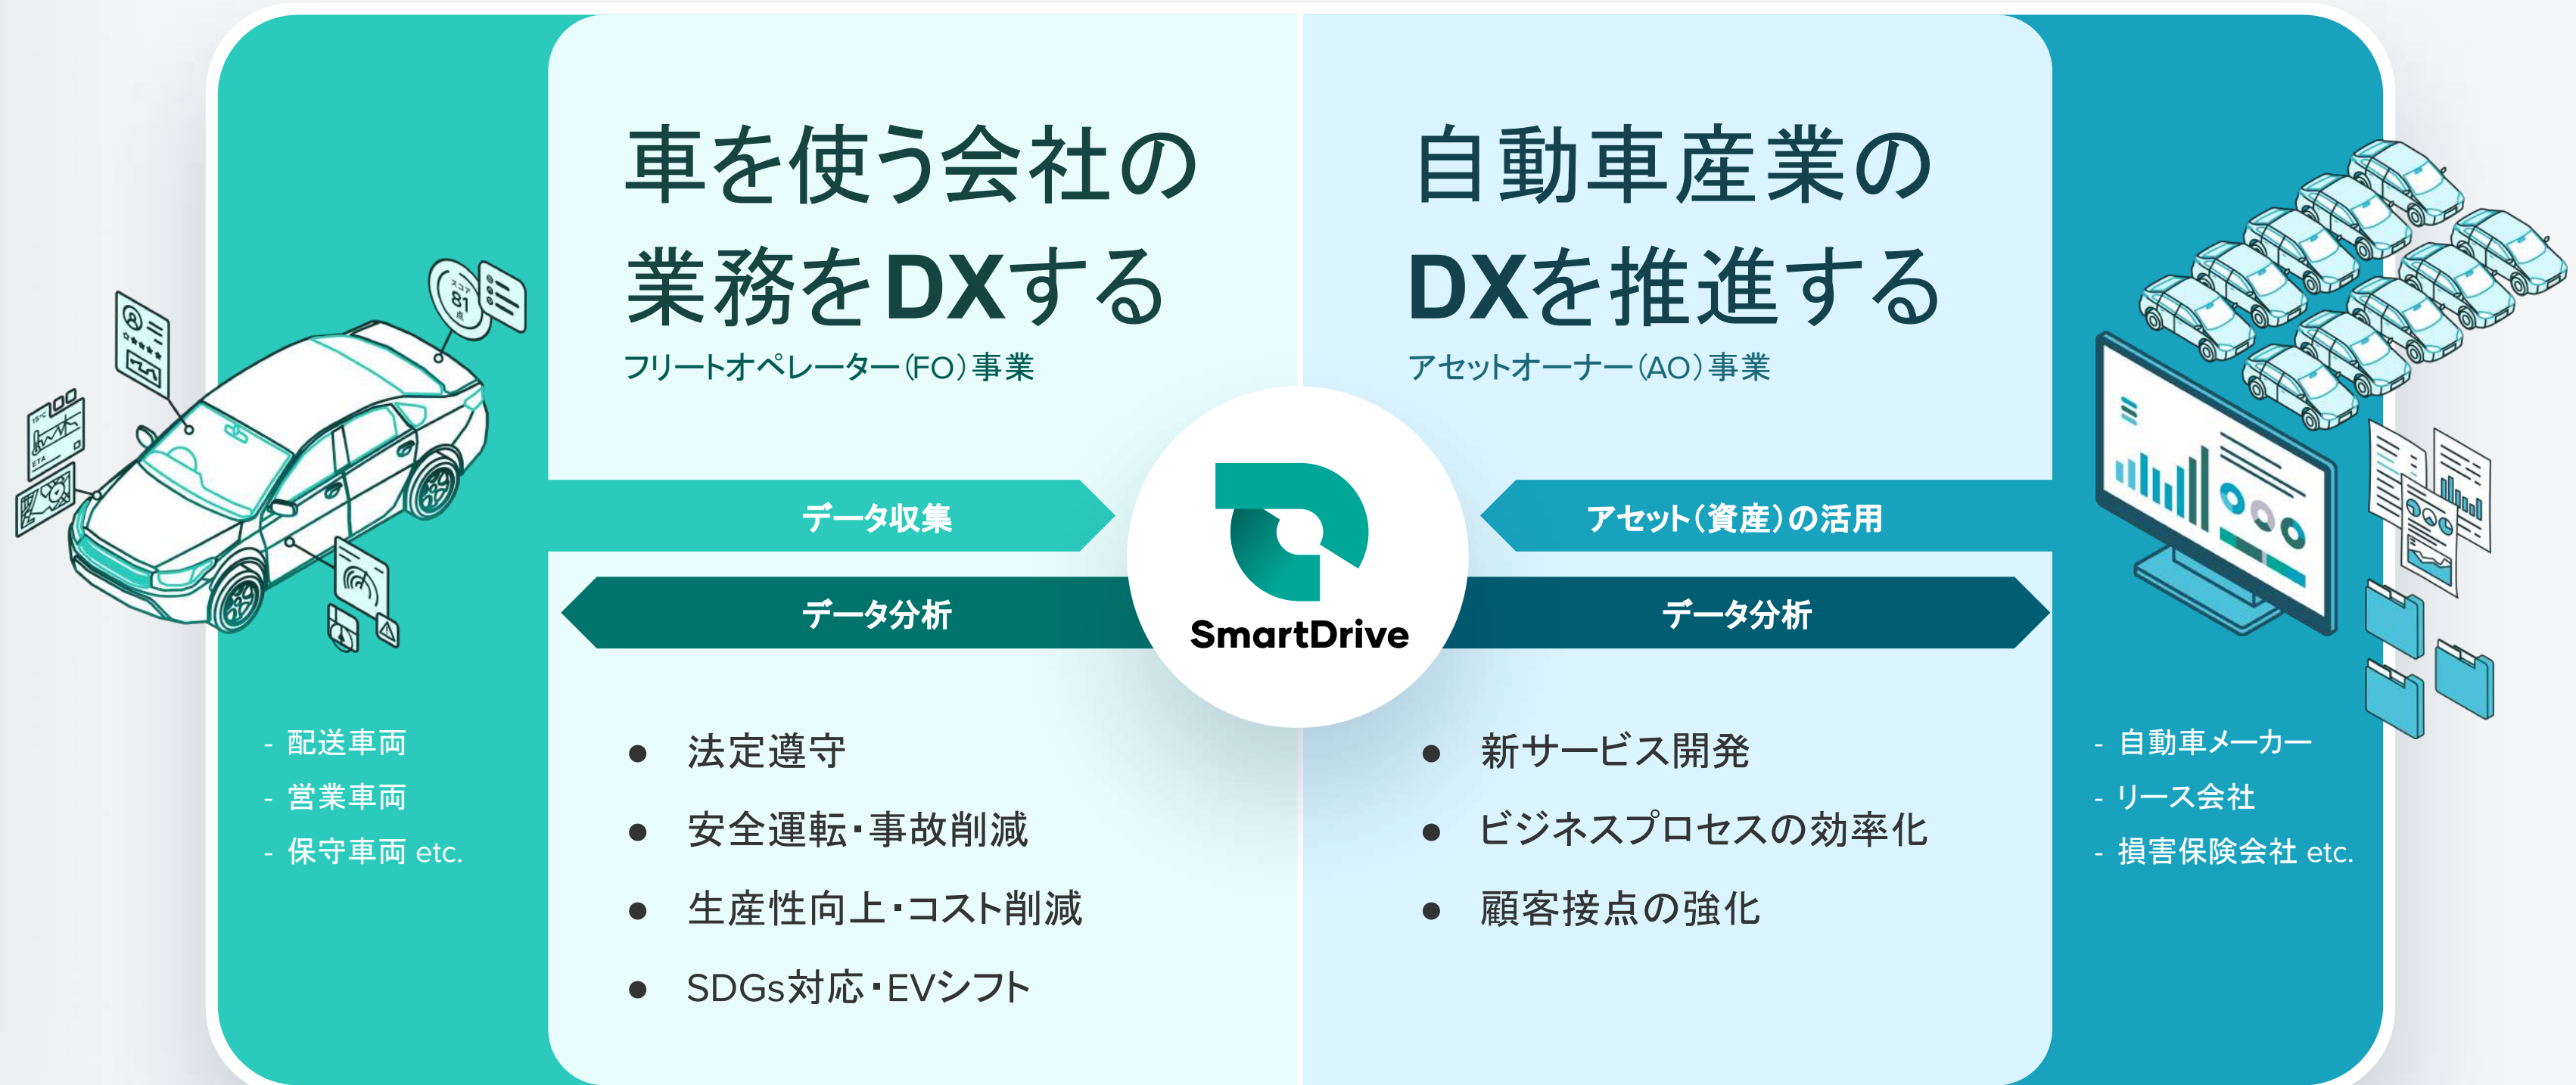 車を使う会社の
業務をDXする
フリートオペレーター(FO)事業
自動車産業の
DXを推進する
アセットオーナー(AO)事業
スコア
81
点
15°C
ETA
データ収集
データ分析
アセット(資産)の活用
データ分析
SmartDrive
- 配送車両
- 営業車両
- 保守車両 etc.
● 法定遵守
● 安全運転・事故削減
● 生産性向上・コスト削減
● SDGs対応・EVシフト
● 新サービス開発
● ビジネスプロセスの効率化
● 顧客接点の強化
- 自動車メーカー
- リース会社
- 損害保険会社 etc.